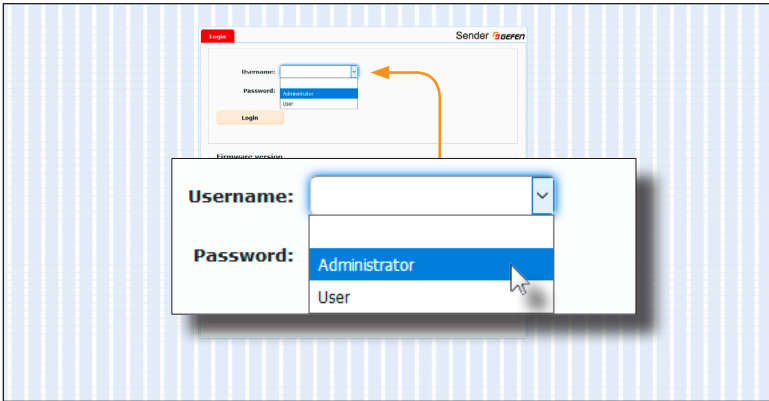 Login
Sender GEFEN
Username:
Password:
Administrator
User
Login
Firmware version
Username:
Password:
Administrator
User